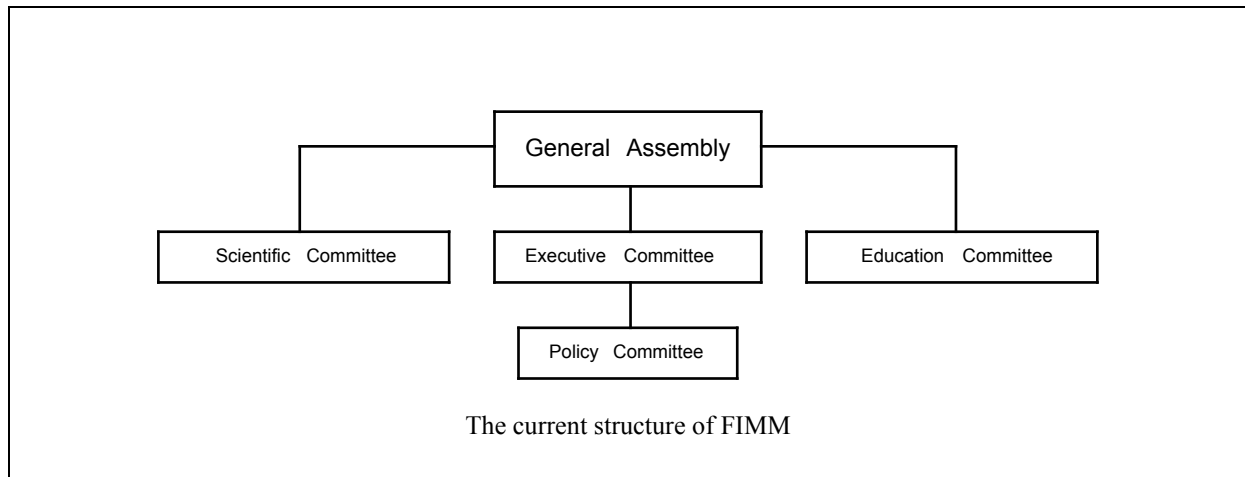 General Assembly
Scientific Committee
Executive Committee
Education Committee
Policy Committee
The current structure of FIMM